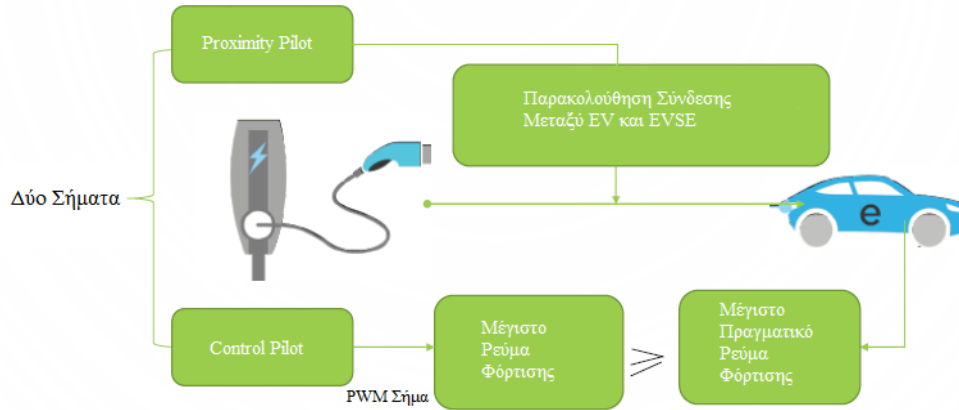 Proximity Pilot
Παρακολούθηση Σύνδεσης
Μεταξύ EV και EVSE
Δύο Σήματα
e
Control Pilot
PWM Σήμα
Μέγιστο
Ρεύμα
Φόρτισης
≥
Μέγιστο
Πραγματικό
Ρεύμα
Φόρτισης